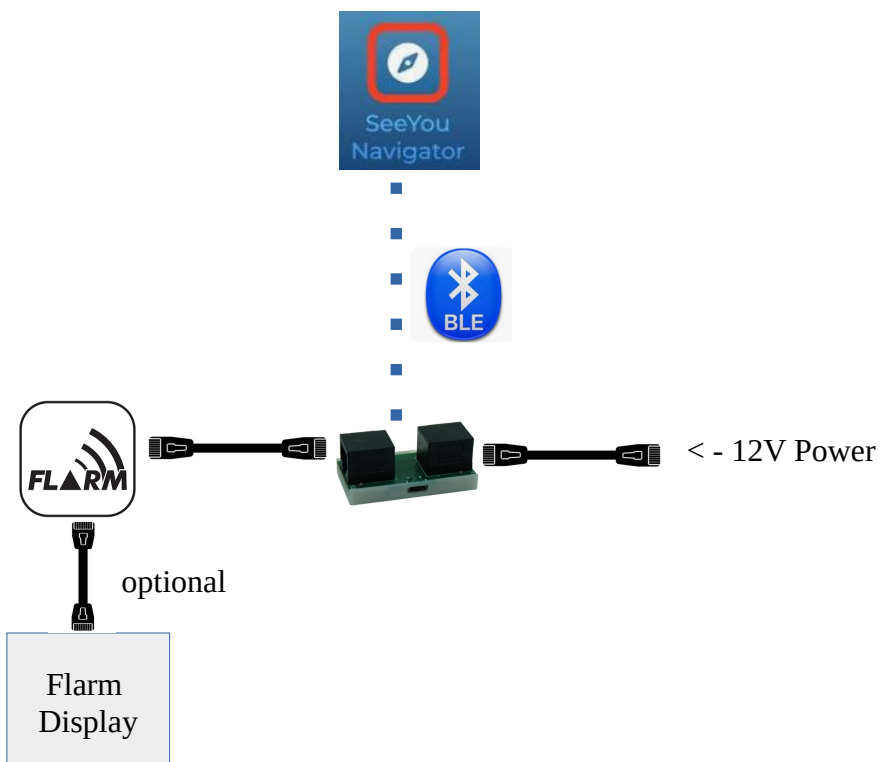 SeeYou
Navigator
BLE
FLARM
< - 12V Power
optional
Flarm
Display